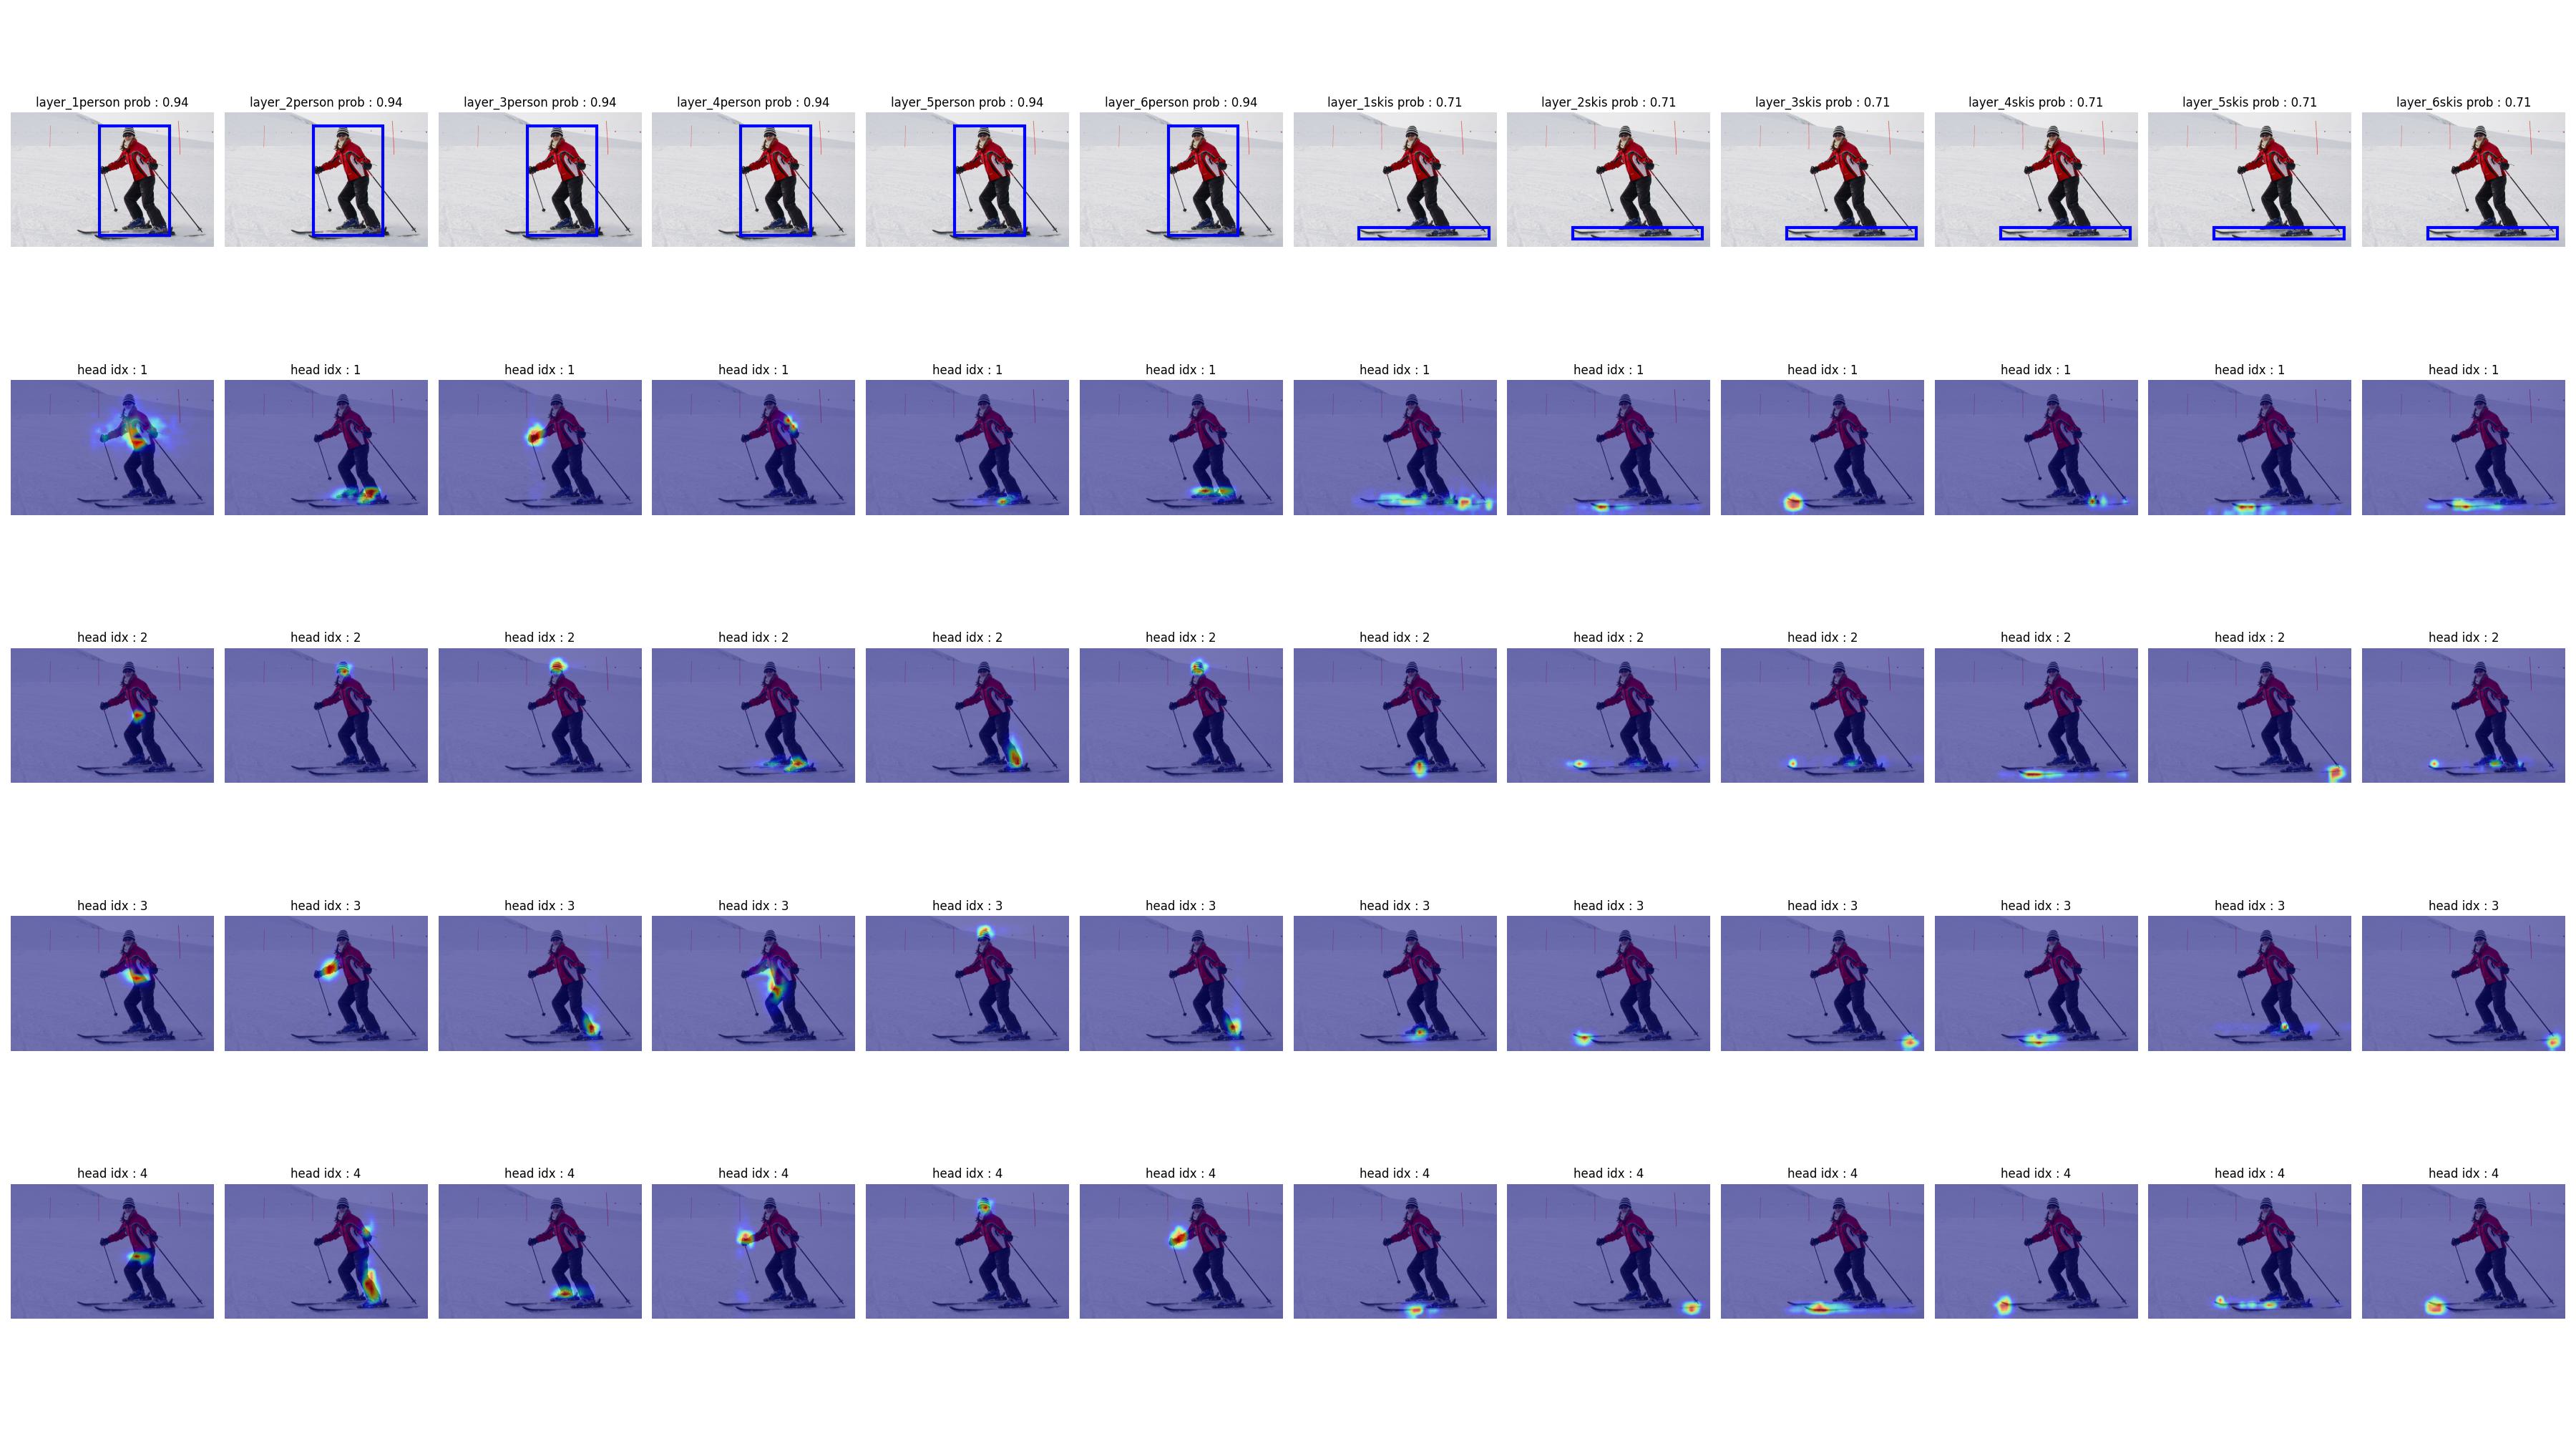 layer_1person prob : 0.94 layer_2person prob : 0.94 layer_3person prob : 0.94 layer_4person prob : 0.94 layer_5person prob : 0.94 layer_6person prob : 0.94 layer_1skis prob : 0.71 layer_2skis prob : 0.71 layer_3skis prob : 0.71 layer_4skis prob : 0.71 layer_5skis prob : 0.71 layer_6skis prob : 0.71
head idx : 1 head idx : 1 head idx : 1 head idx : 1 head idx : 1 head idx : 1 head idx : 1 head idx : 1 head idx : 1 head idx : 1 head idx : 1 head idx : 1
head idx : 2 head idx : 2 head idx : 2 head idx : 2 head idx : 2 head idx : 2 head idx : 2 head idx : 2 head idx : 2 head idx : 2 head idx : 2 head idx : 2
head idx : 3 head idx : 3 head idx : 3 head idx : 3 head idx : 3 head idx : 3 head idx : 3 head idx : 3 head idx : 3 head idx : 3 head idx : 3 head idx : 3
head idx : 4 head idx : 4 head idx : 4 head idx : 4 head idx : 4 head idx : 4 head idx : 4 head idx : 4 head idx : 4 head idx : 4 head idx : 4 head idx : 4